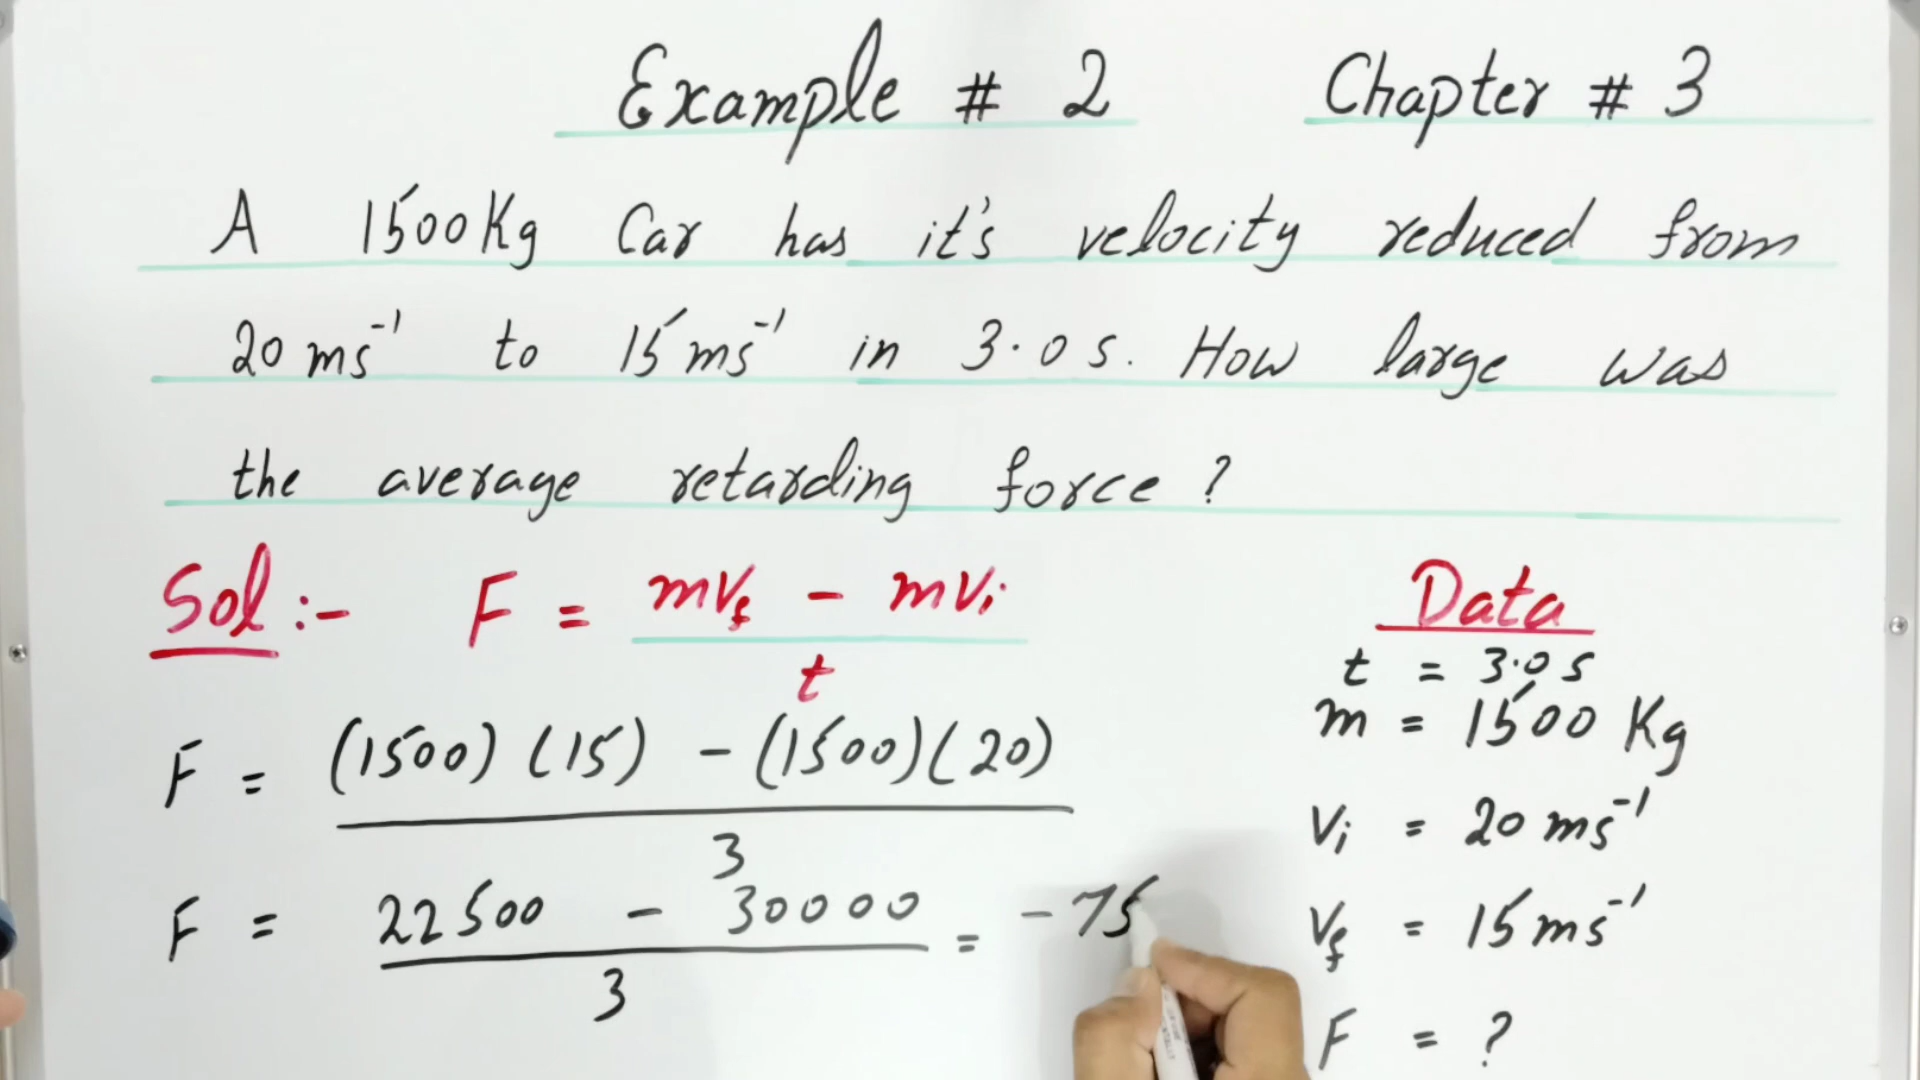 Example # 2 Chapter # 3
A 1500Kg Car has it's velocity reduced from
20 ms⁻¹ to 15 ms⁻¹ in 3.0 s. How large was
the average retarding force ?
Sol :- F = mVf - mVi
t
F = (1500) (15) - (1500)(20)
3
F = 22500 - 30000 = - 75
3
Data
t = 3.0 s
m = 1500 Kg
Vi = 20 ms⁻¹
Vf = 15 ms⁻¹
F = ?